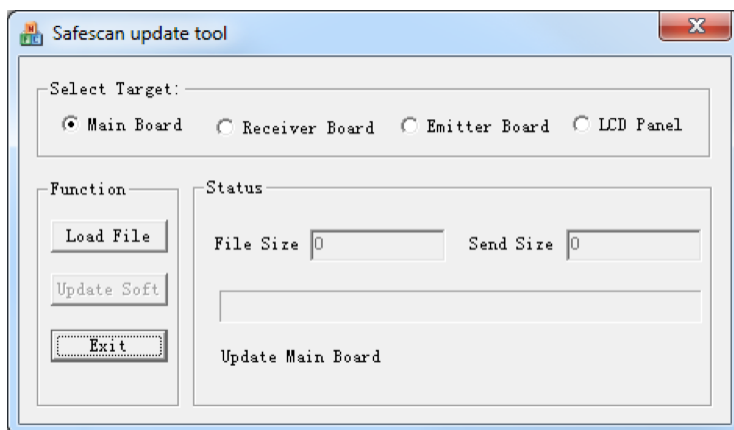 Safescan update tool
Select Target:
Main Board Receiver Board Emitter Board LCD Panel
Function
Status
Load File
File Size 0 Send Size 0
Update Soft
Exit
Update Main Board